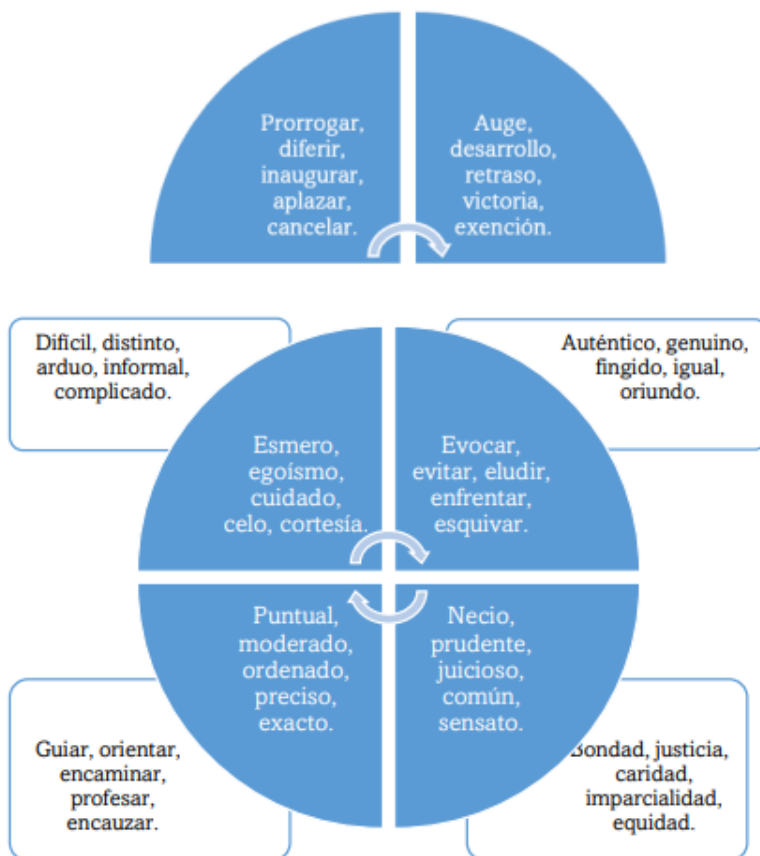 Prorrogar,
diferir,
inaugurar,
aplazar,
cancelar.
Auge,
desarrollo,
retraso,
victoria,
exención.
Difícil, distinto,
arduo, informal,
complicado.
Auténtico, genuino,
fingido, igual,
oriundo.
Esmero,
egoísmo,
cuidado,
celo, cortesía.
Evocar,
evitar, eludir,
enfrentar,
esquivar.
Puntual,
moderado,
ordenado,
preciso,
exacto.
Necio,
prudente,
juicioso,
común,
sensato.
Guiar, orientar,
encaminar,
profesar,
encauzar.
Bondad, justicia,
caridad,
imparcialidad,
equidad.